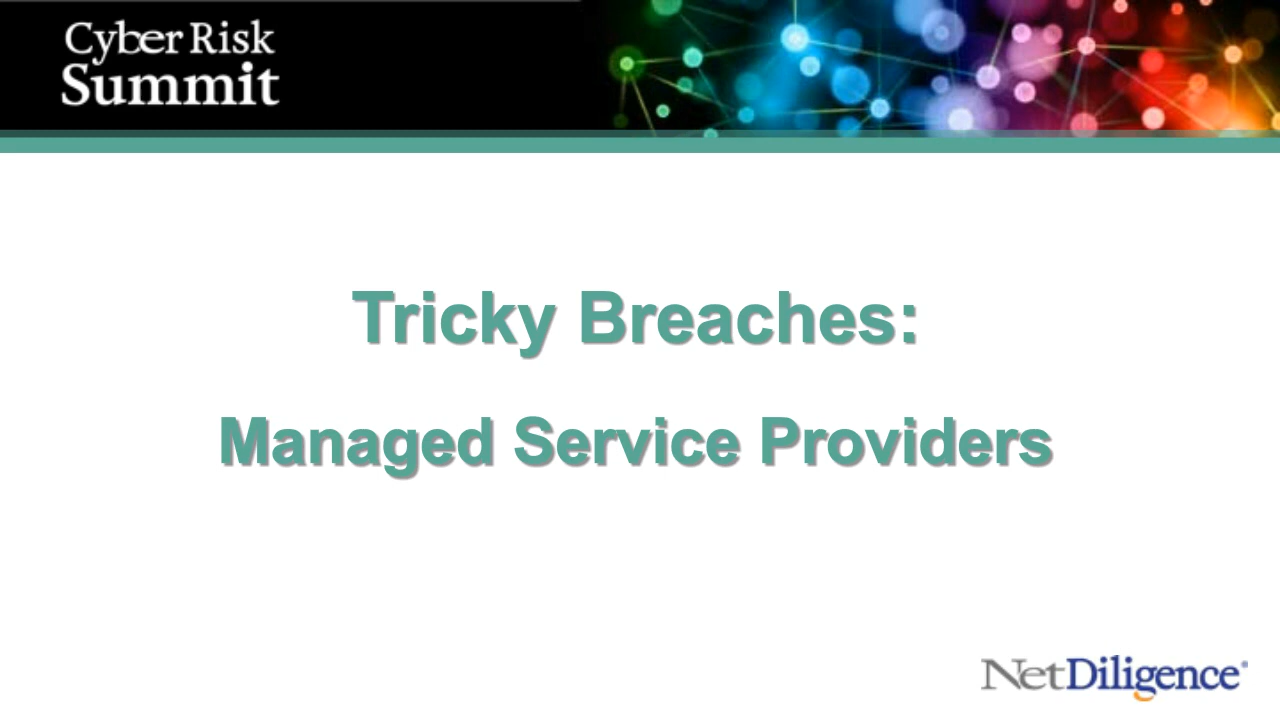 Cyber Risk
Summit
Tricky Breaches:
Managed Service Providers
NetDiligence®